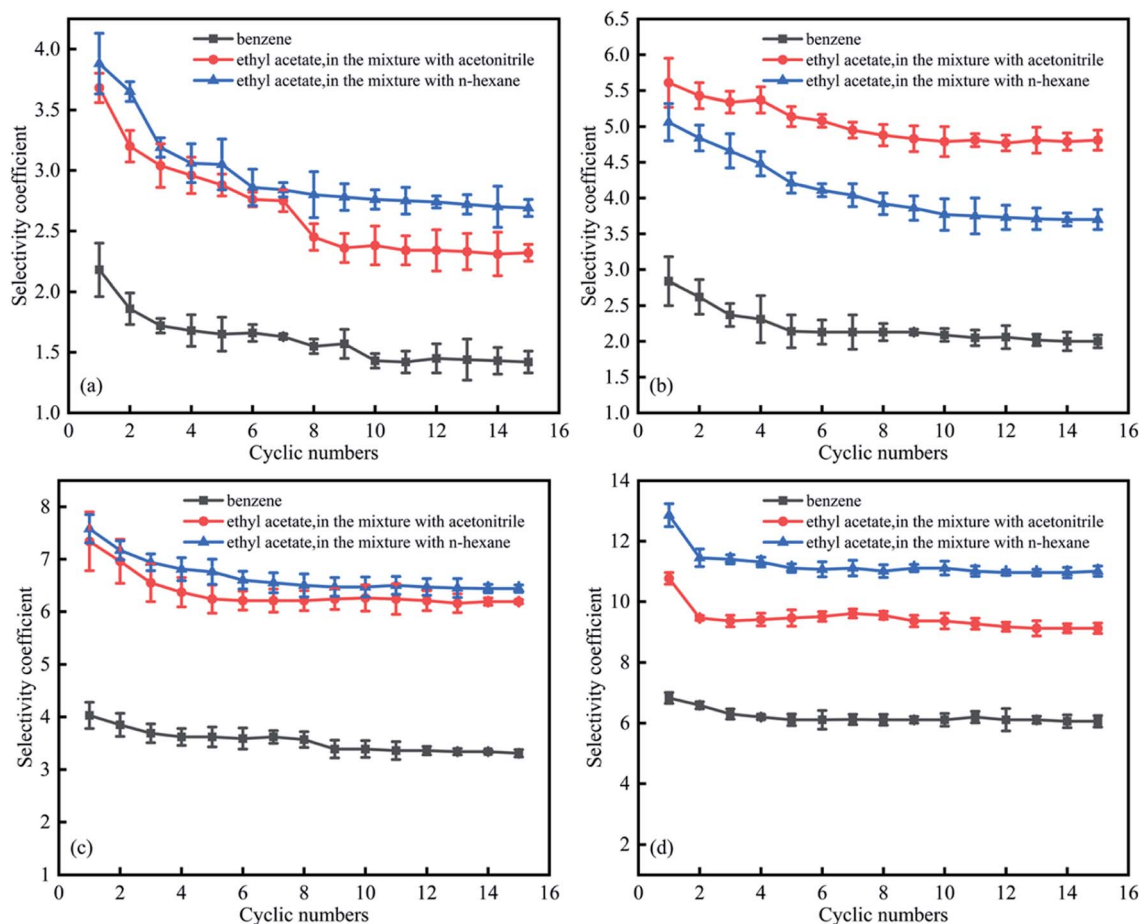 benzene
ethyl acetate,in the mixture with acetonitrile
ethyl acetate,in the mixture with n-hexane
4.0
3.5
3.0
2.5
2.0
1.5
1.0
Selectivity coefficient
(a)
0 2 4 6 8 10 12 14 16
Cyclic numbers
benzene
ethyl acetate,in the mixture with acetonitrile
ethyl acetate,in the mixture with n-hexane
6.5
6.0
5.5
5.0
4.5
4.0
3.5
3.0
2.5
2.0
1.5
1.0
Selectivity coefficient
(b)
0 2 4 6 8 10 12 14 16
Cyclic numbers
benzene
ethyl acetate,in the mixture with acetonitrile
ethyl acetate,in the mixture with n-hexane
8
7
6
5
4
3
2
1
Selectivity coefficient
(c)
0 2 4 6 8 10 12 14 16
Cyclic numbers
benzene
ethyl acetate,in the mixture with acetonitrile
ethyl acetate,in the mixture with n-hexane
14
12
10
8
6
4
2
Selectivity coefficient
(d)
0 2 4 6 8 10 12 14 16
Cyclic numbers